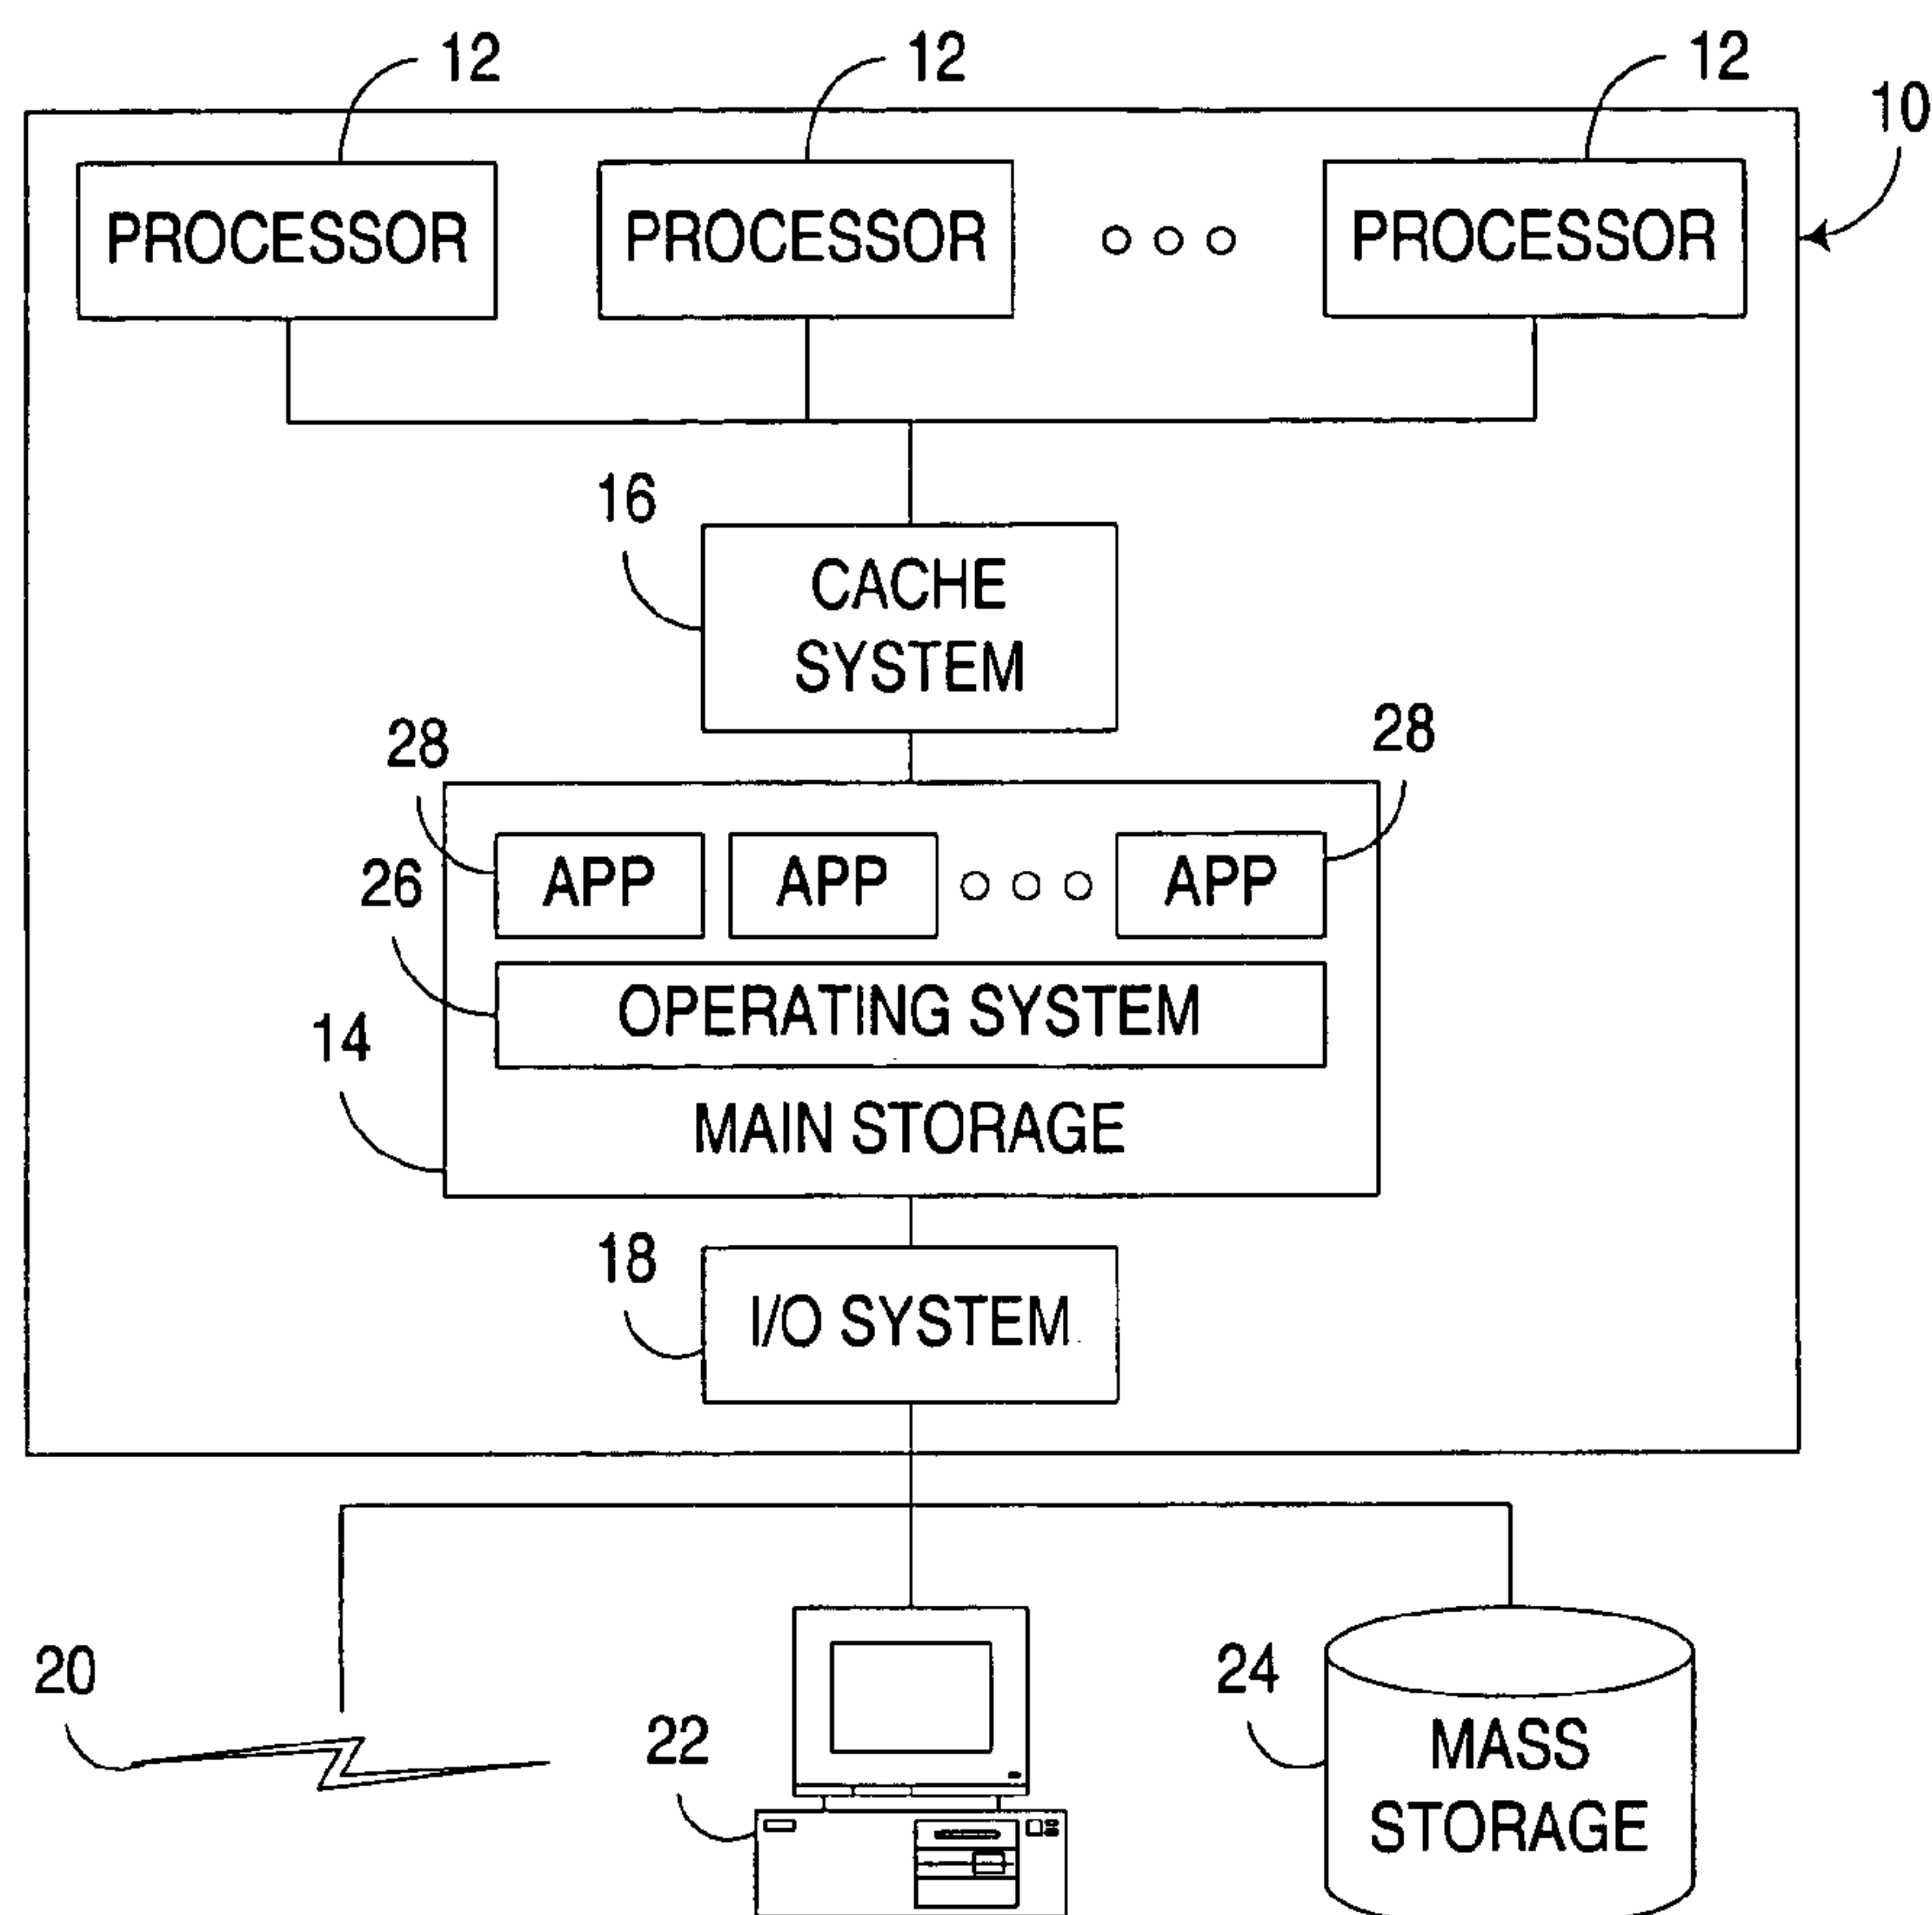 12
12
12
10
PROCESSOR
PROCESSOR
PROCESSOR
16
CACHE
SYSTEM
28
28
APP
APP
APP
26
OPERATING SYSTEM
14
MAIN STORAGE
18
I/O SYSTEM
20
22
24
MASS
STORAGE